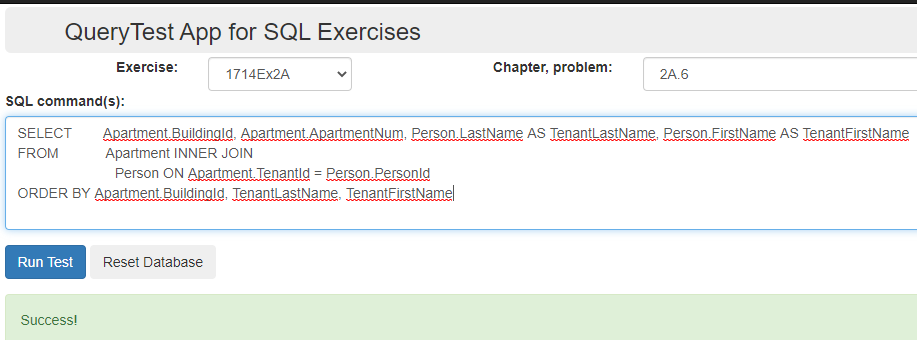 QueryTest App for SQL Exercises
Exercise: 1714Ex2A Chapter, problem: 2A.6
SQL command(s):
SELECT Apartment.BuildingId, Apartment.ApartmentNum, Person.LastName AS TenantLastName, Person.FirstName AS TenantFirstName
FROM Apartment INNER JOIN
Person ON Apartment.TenantId = Person.PersonId
ORDER BY Apartment.BuildingId, TenantLastName, TenantFirstName
Run Test Reset Database
Success!